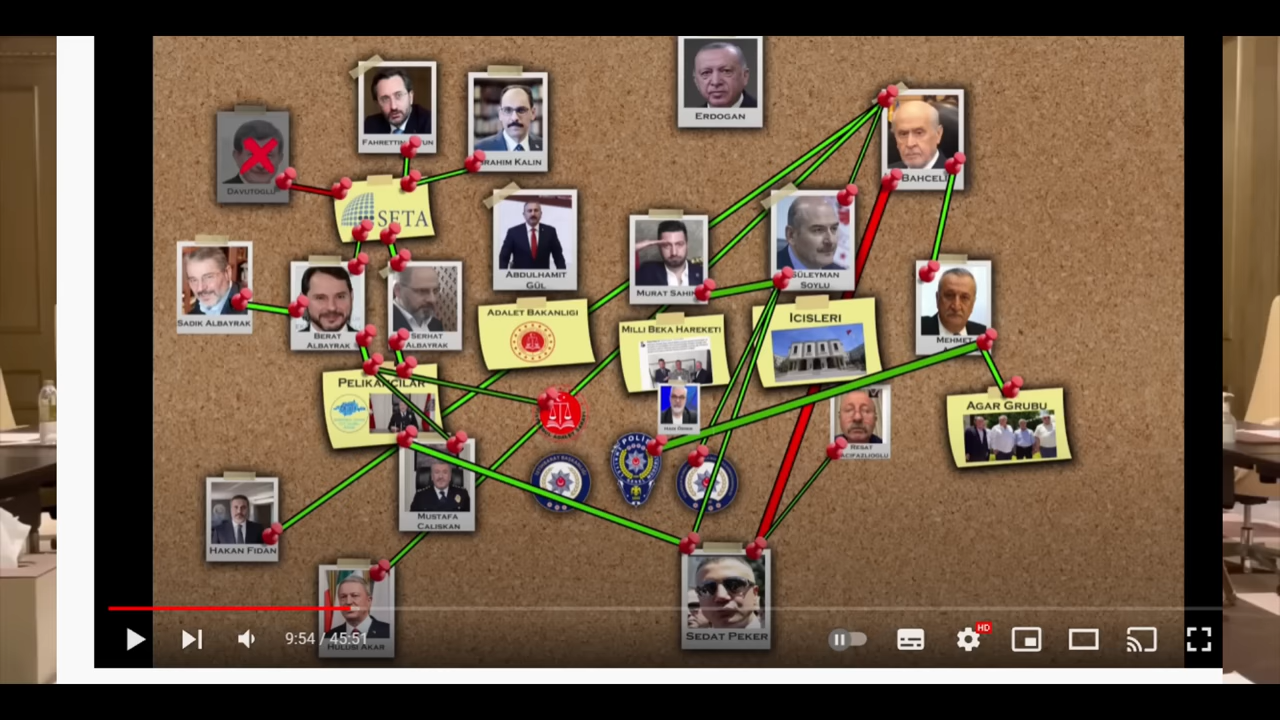 ERDOGAN
FAHRETTIN
IBRAHIM KALIN
DAVUTOGLU
BAHCELI
SETA
ABDULHAMIT
GÜL
MURAT SAHIN
SÜLEYMAN
SOYLU
SADIK ALBAYRAK
BERAT
ALBAYRAK
SERHAT
ALBAYRAK
ADALET BAKANLIGI
MILLI BEKA HAREKETI
ICISLERI
MEHMET
PELIKANCILAR
POLIS
RESAT
AGAR GRUBU
MUSTAFA
CALISKAN
HAKAN FIDAN
HULUSI AKAR
SEDAT PEKER
9:54 / 45:51
HD